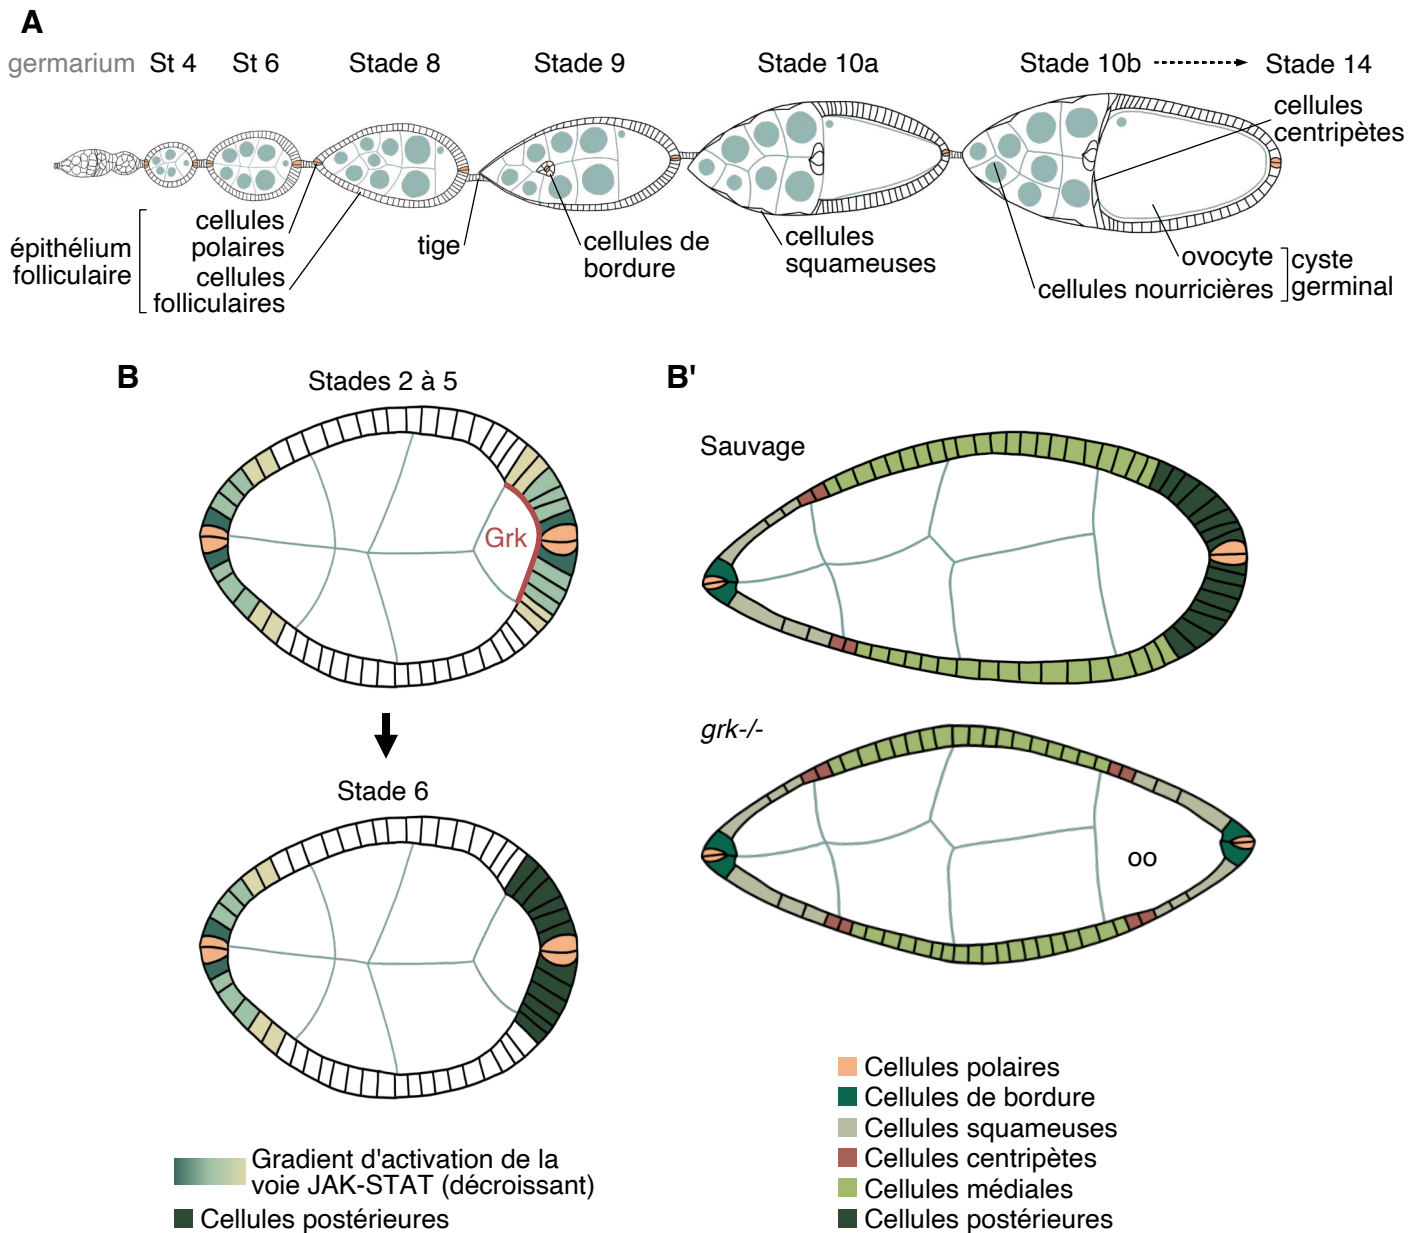 A
germarium St 4 St 6 Stade 8 Stade 9 Stade 10a Stade 10b Stade 14
cellules
centripètes
cellules
polaires
épithélium
folliculaire
cellules
folliculaires
tige
cellules de
bordure
cellules
squameuses
ovocyte
cellules nourricières
cyste
germinal
B
Stades 2 à 5
Grk
Stade 6
Gradient d'activation de la
voie JAK-STAT (décroissant)
Cellules postérieures
B'
Sauvage
grk-/-
oo
Cellules polaires
Cellules de bordure
Cellules squameuses
Cellules centripètes
Cellules médiales
Cellules postérieures